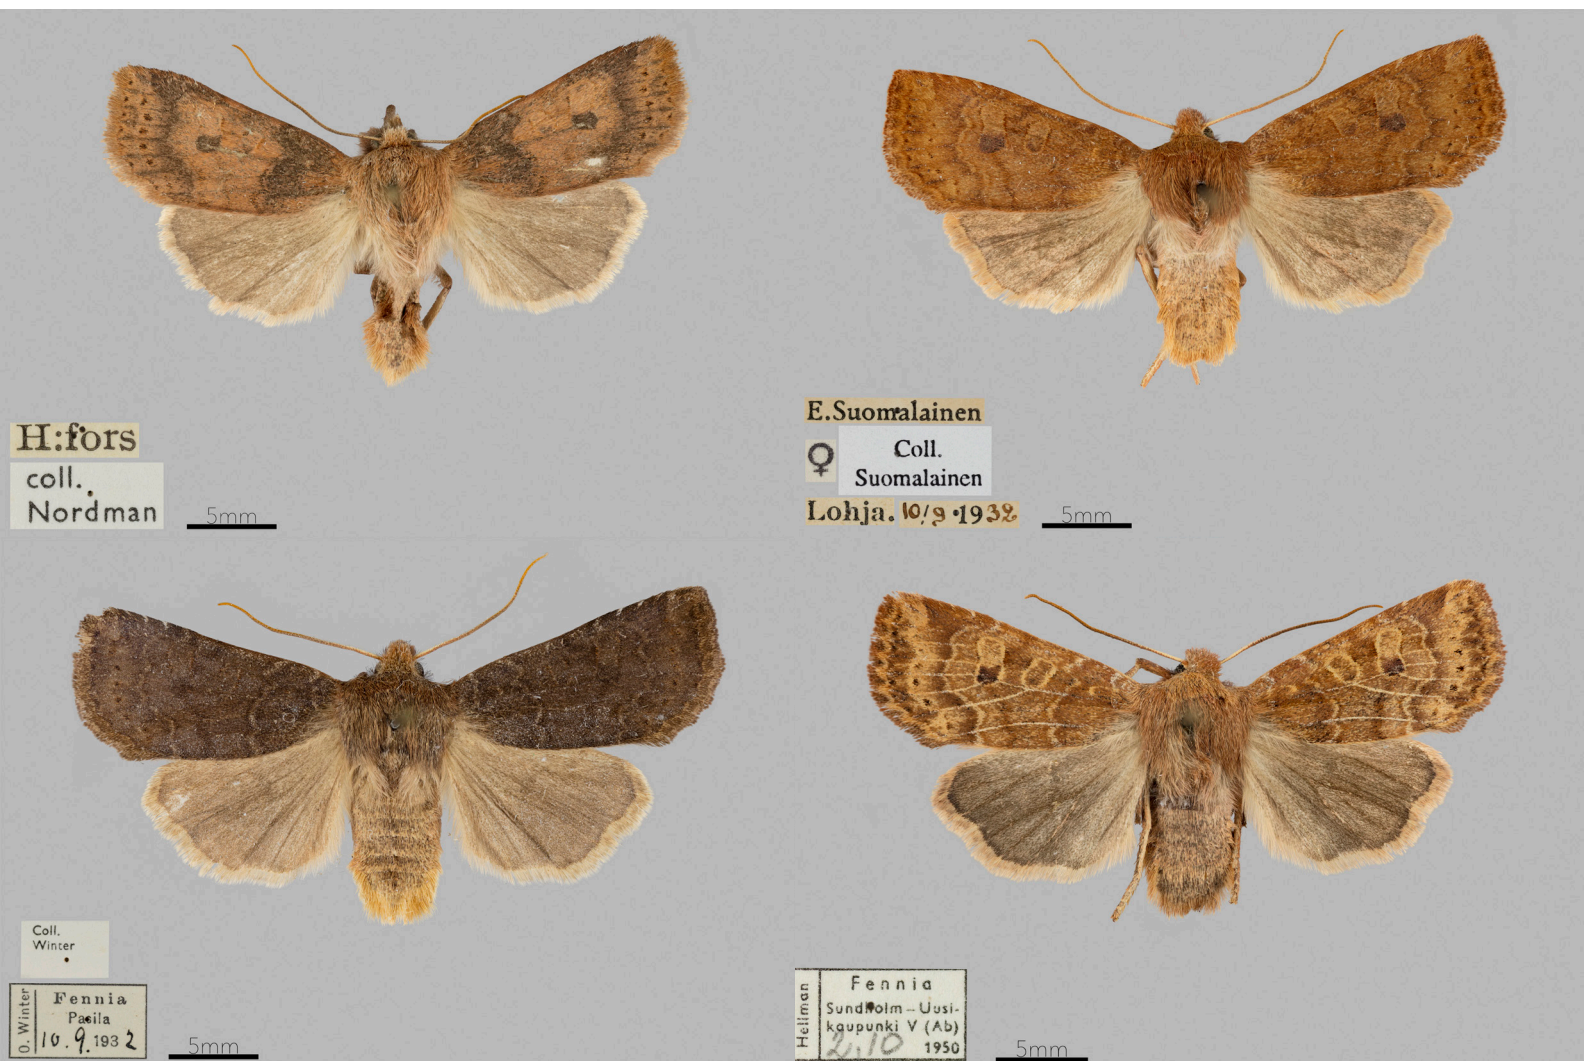 H:fors
coll.
Nordman
5mm
E.Suomalainen
♀
Coll.
Suomalainen
Lohja. 10/9.1932
5mm
Coll.
Winter
O. Winter
Fennia
Pasila
10.9.1932
5mm
Hellman
Fennia
Sundholm-Uusi-
kaupunki V (Ab)
2.10 1950
5mm